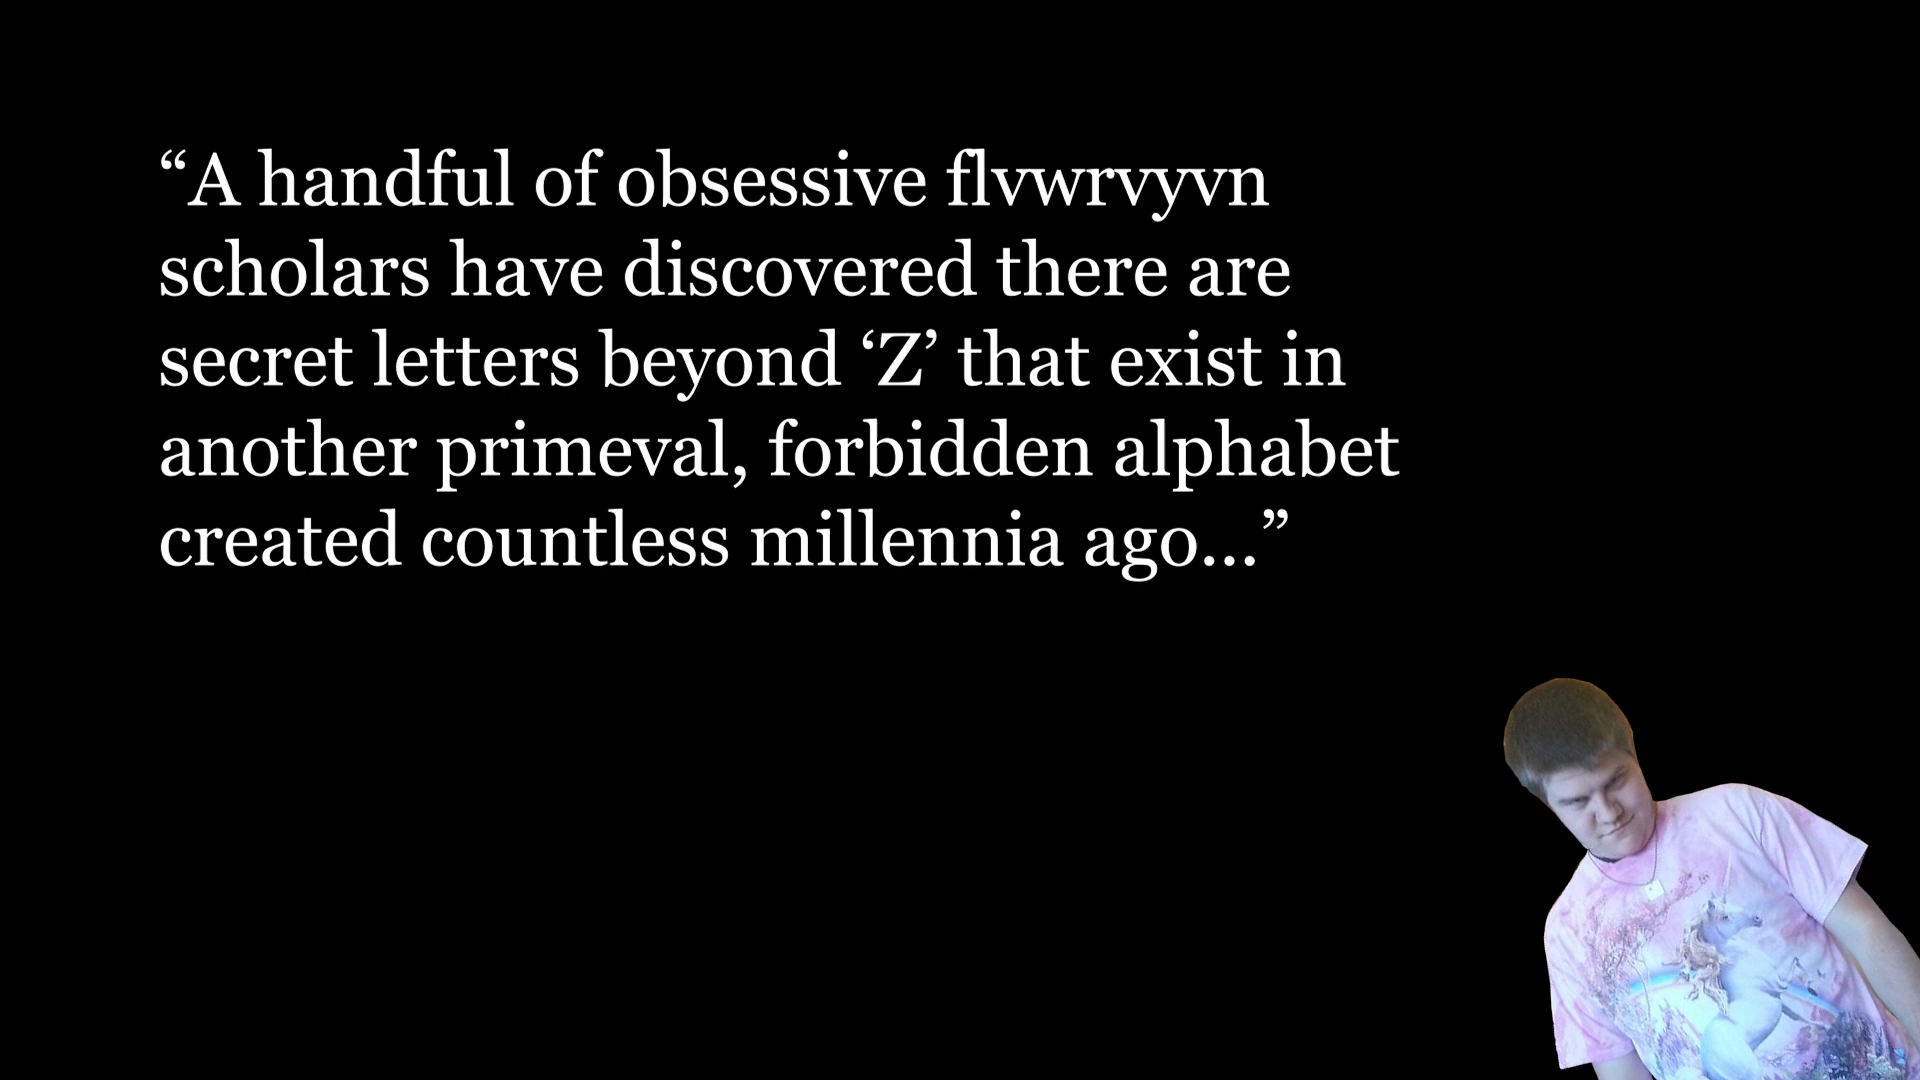 “A handful of obsessive flvwrvyvn
scholars have discovered there are
secret letters beyond ‘Z’ that exist in
another primeval, forbidden alphabet
created countless millennia ago...”